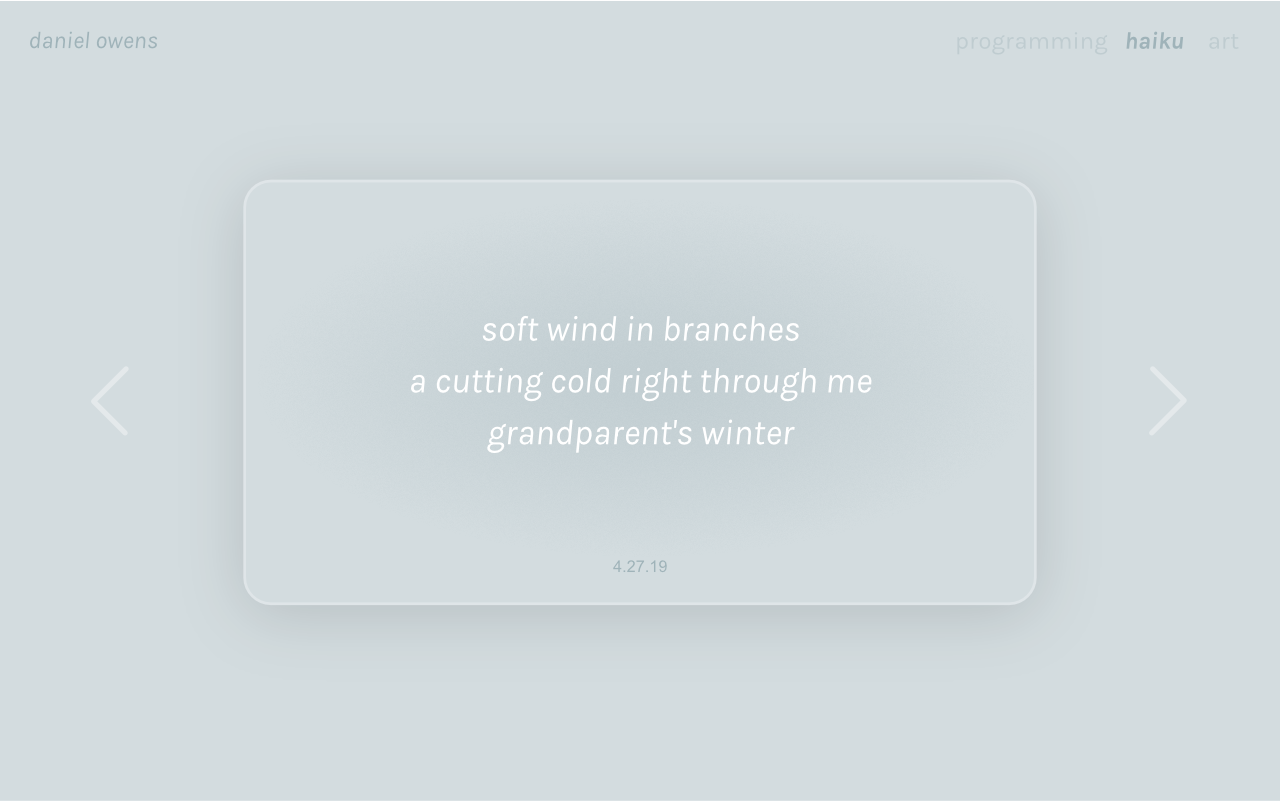 daniel owens
programming haiku art
soft wind in branches
a cutting cold right through me
grandparent's winter
4.27.19